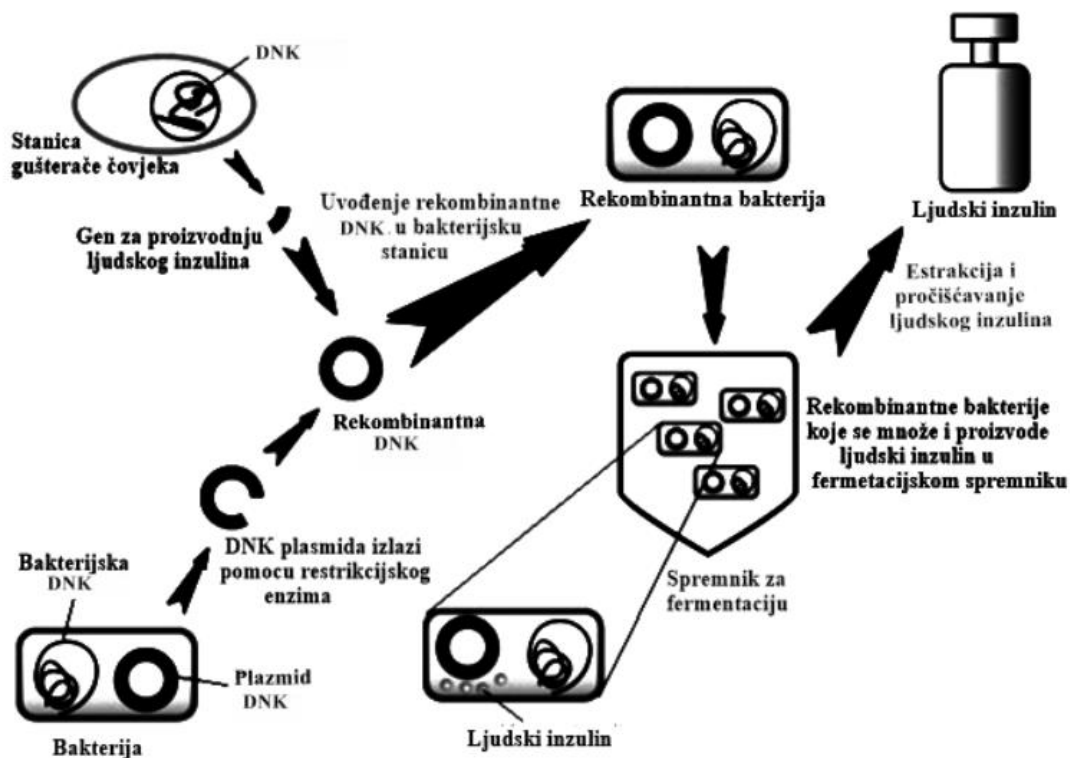 DNK
Stanica
gušterače čovjeka
Gen za proizvodnju
ljudskog inzulina
Uvođenje rekombinantne
DNK u bakterijsku
stanicu
Rekombinantna bakterija
Ljudski inzulin
Estrakcija i
pročišćavanje
ljudskog inzulina
Rekombinantna
DNK
Rekombinantne bakterije
koje se množe i proizvode
ljudski inzulin u
fermetacijskom spremniku
DNK plasmida izlazi
pomocu restrikcijskog
enzima
Bakterijska
DNK
Spremnik za
fermentaciju
Plazmid
DNK
Bakterija
Ljudski inzulin